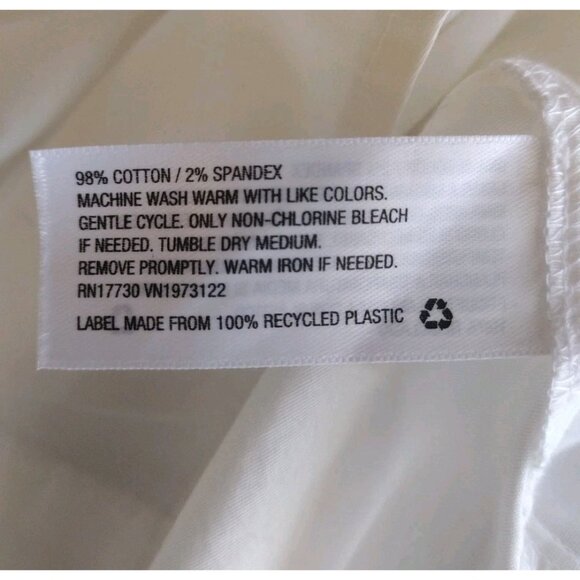 98% COTTON / 2% SPANDEX
MACHINE WASH WARM WITH LIKE COLORS.
GENTLE CYCLE. ONLY NON-CHLORINE BLEACH
IF NEEDED. TUMBLE DRY MEDIUM.
REMOVE PROMPTLY. WARM IRON IF NEEDED.
RN17730 VN1973122
LABEL MADE FROM 100% RECYCLED PLASTIC